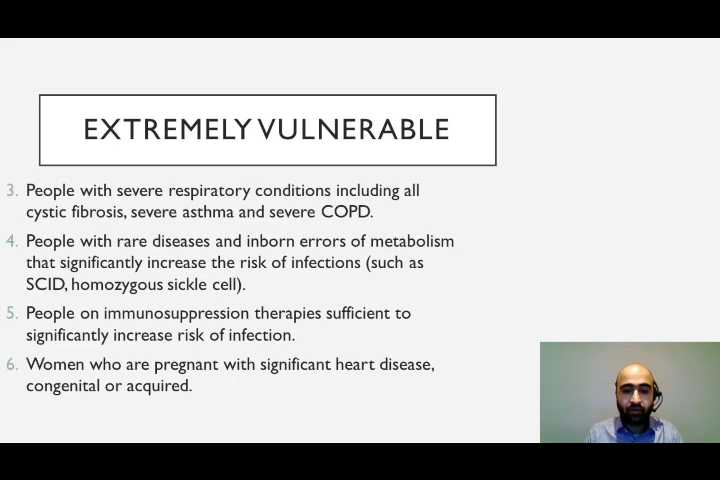 EXTREMELY VULNERABLE
3. People with severe respiratory conditions including all
cystic fibrosis, severe asthma and severe COPD.
4. People with rare diseases and inborn errors of metabolism
that significantly increase the risk of infections (such as
SCID, homozygous sickle cell).
5. People on immunosuppression therapies sufficient to
significantly increase risk of infection.
6. Women who are pregnant with significant heart disease,
congenital or acquired.